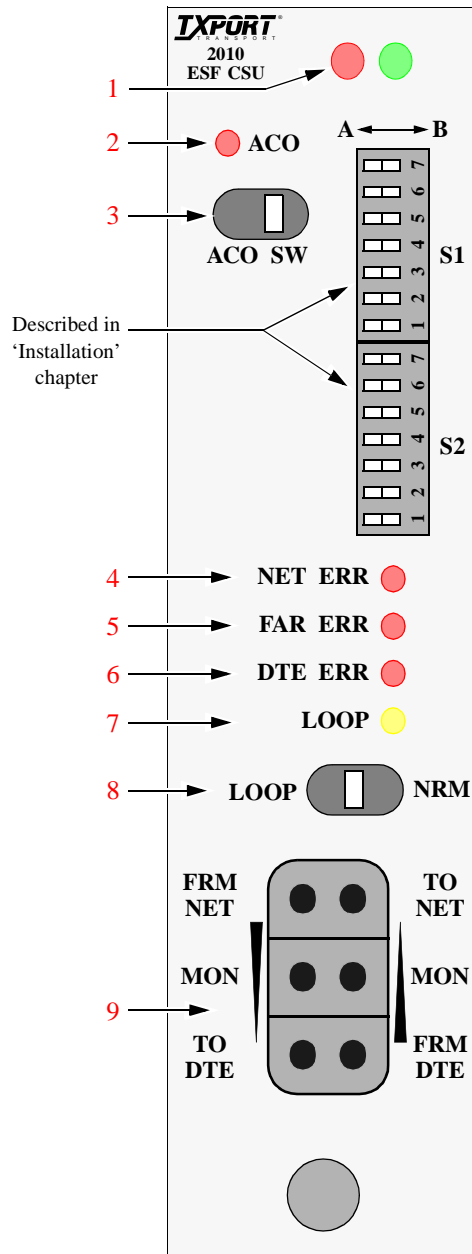 TXPORT®
TRANSPORT
2010
ESF CSU
1
A B
2 ACO
7
6
3
5
4
ACO SW
3
S1
2
1
Described in
‘Installation’
chapter
7
6
5
4
S2
3
2
1
4 NET ERR
5 FAR ERR
6 DTE ERR
7 LOOP
8 LOOP NRM
FRM TO
NET NET
MON MON
9
TO FRM
DTE DTE